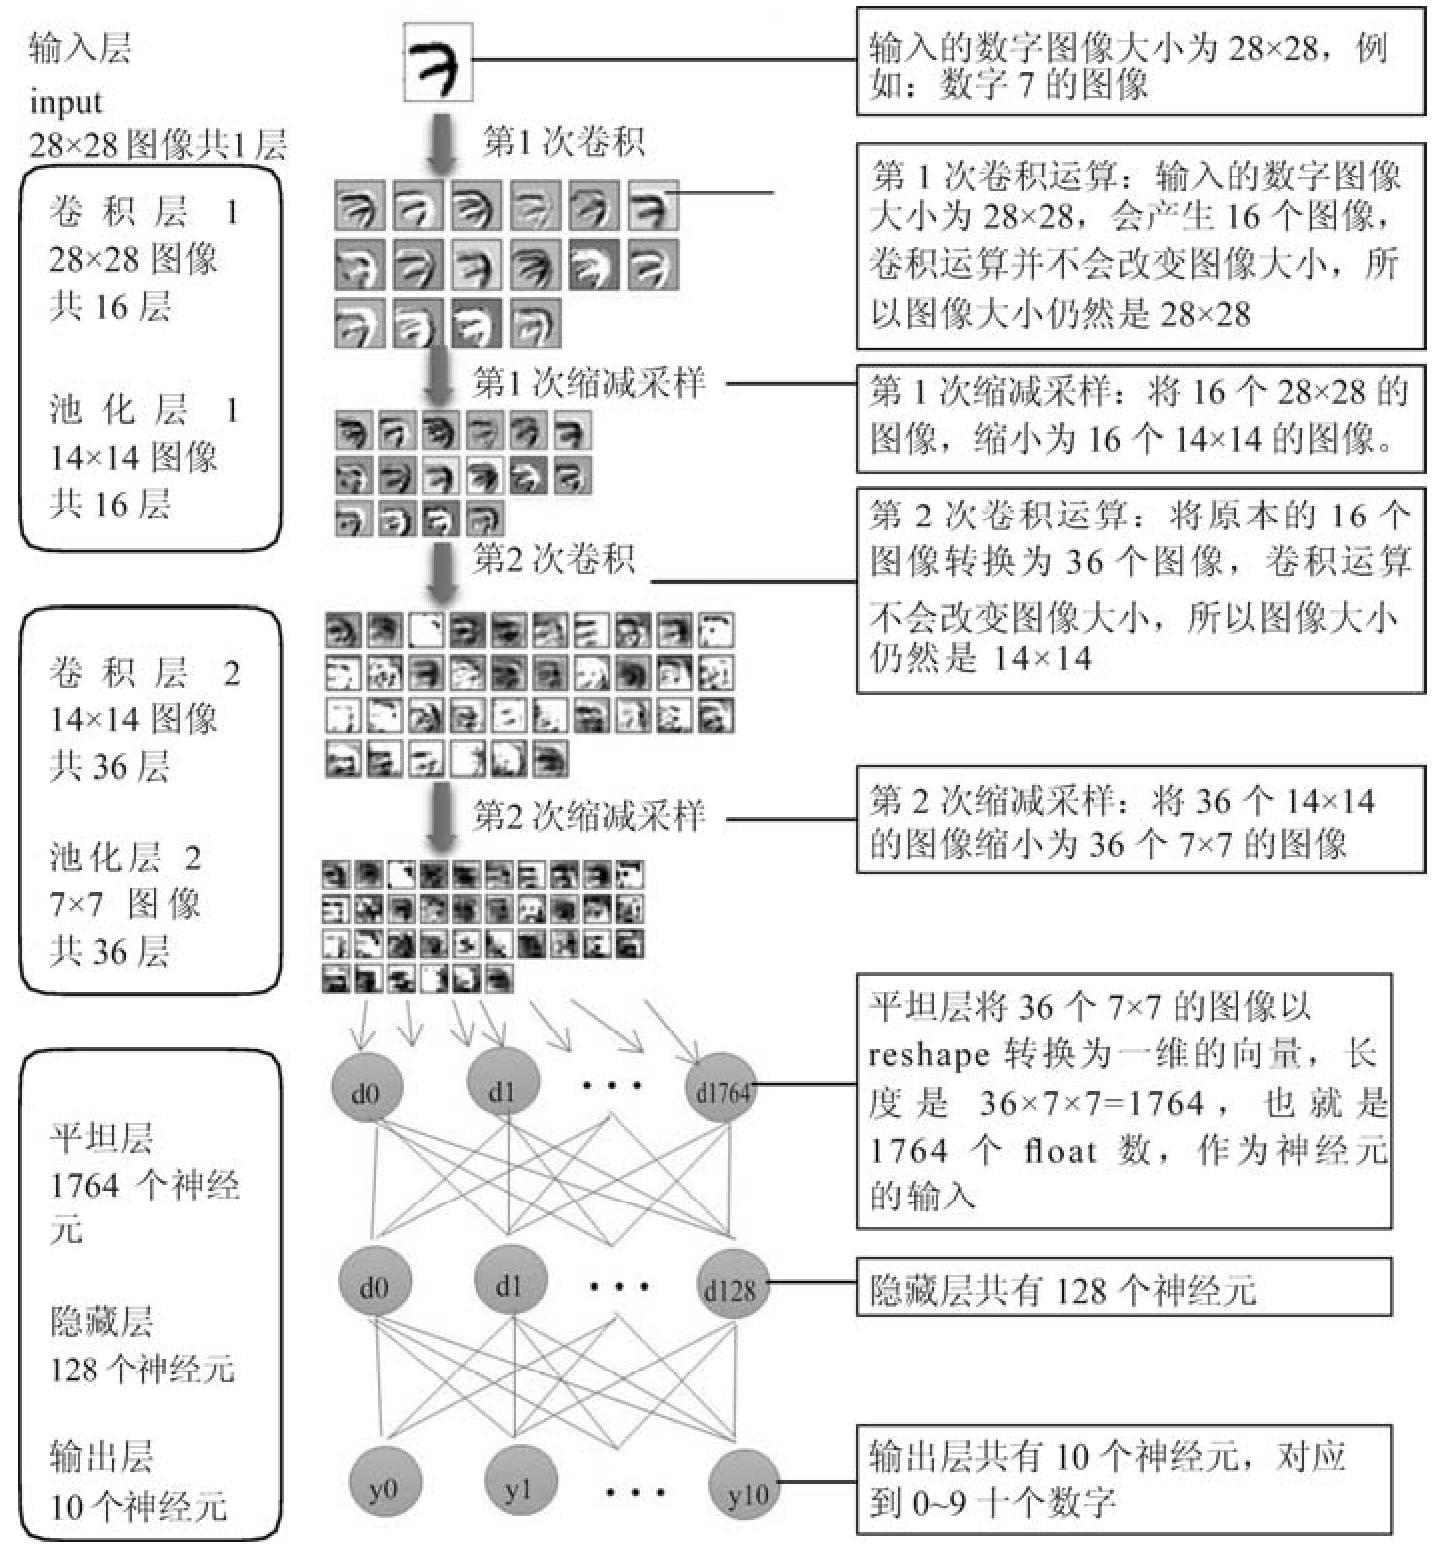 输入层
input
28×28 图像共1 层
输入的数字图像大小为 28×28，例
如：数字 7 的图像
第1 次卷积
卷 积 层 1
28×28 图像
共 16 层
池 化 层 1
14×14 图像
共 16 层
第 1 次卷积运算：输入的数字图像
大小为 28×28，会产生 16 个图像，
卷积运算并不会改变图像大小，所
以图像大小仍然是 28×28
第1 次缩减采样
第 1 次缩减采样：将 16 个 28×28 的
图像，缩小为 16 个 14×14 的图像。
第2 次卷积
第 2 次卷积运算：将原本的 16 个
图像转换为 36 个图像，卷积运算
不会改变图像大小，所以图像大小
仍然是 14×14
卷 积 层 2
14×14 图像
共 36 层
池化层 2
7×7 图像
共 36 层
第2 次缩减采样
第 2 次缩减采样：将 36 个 14×14
的图像缩小为 36 个 7×7 的图像
平坦层
1764 个神经
元
隐藏层
128 个神经元
输出层
10 个神经元
d0 d1 ··· d1764
平坦层将 36 个 7×7 的图像以
reshape 转换为一维的向量，长
度是 36×7×7=1764，也就是
1764 个 float 数，作为神经元
的输入
d0 d1 ··· d128
隐藏层共有 128 个神经元
y0 y1 ··· y10
输出层共有 10 个神经元，对应
到 0~9 十个数字